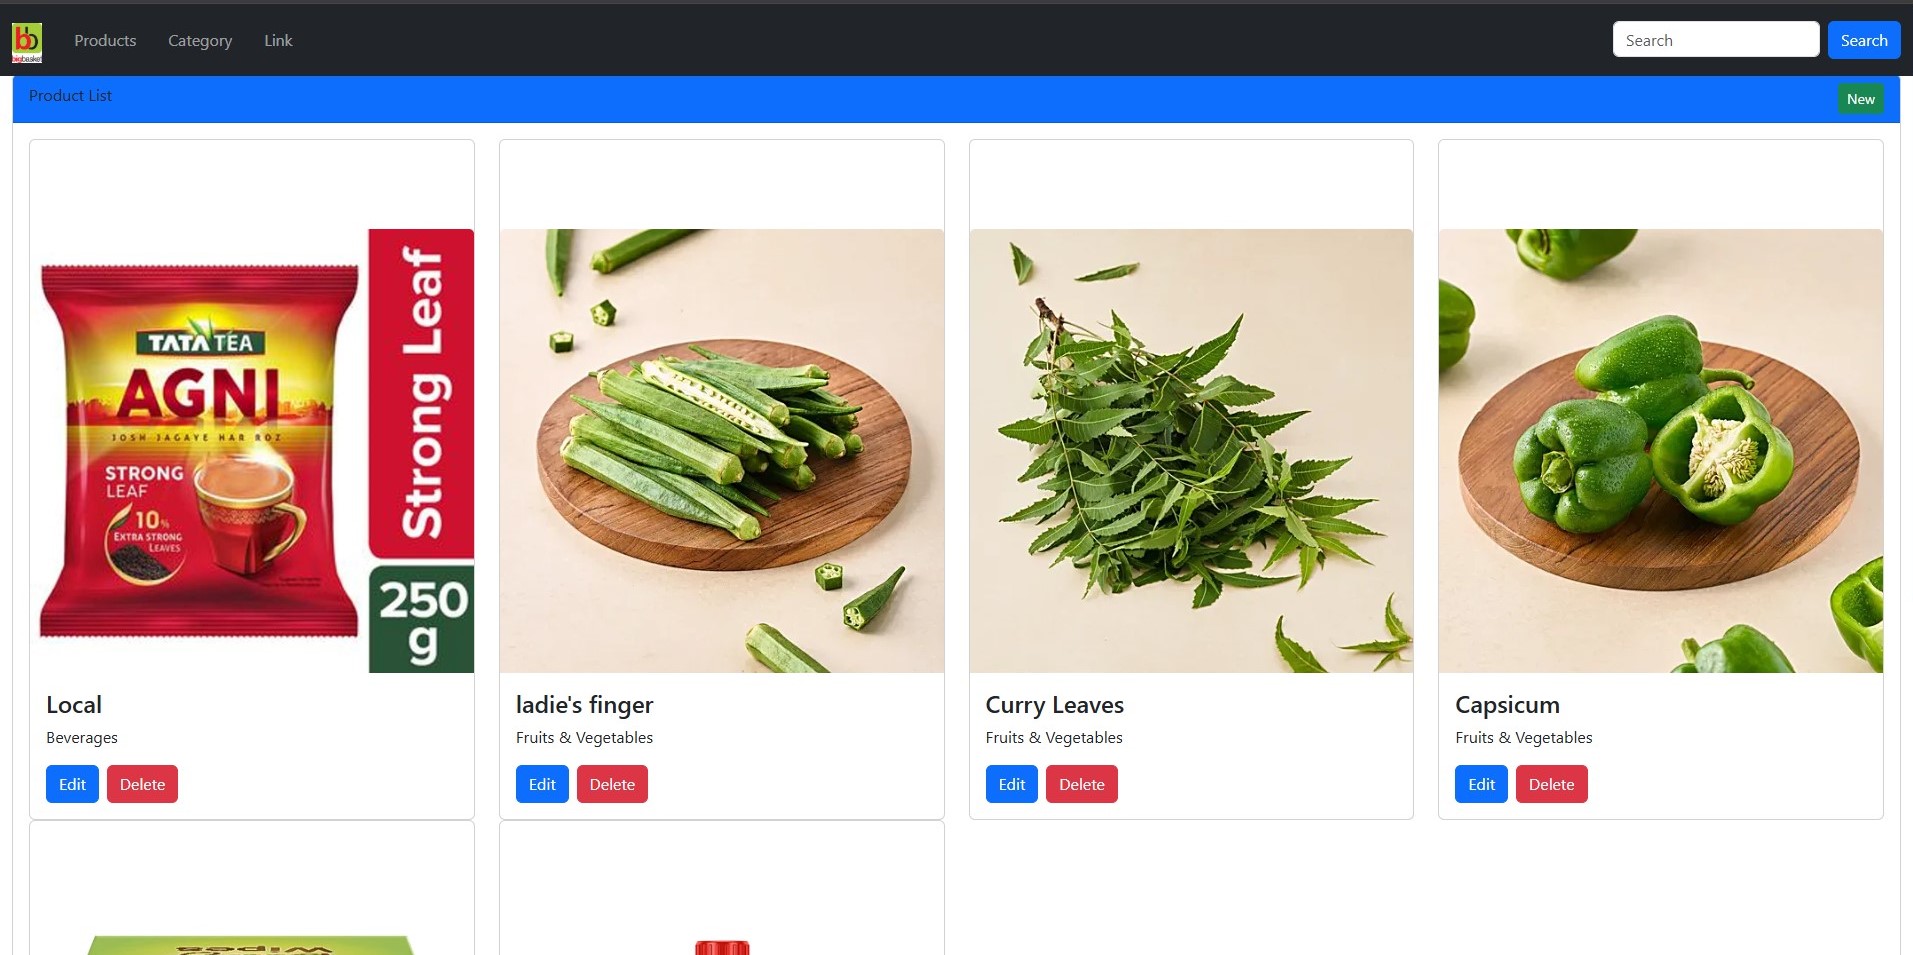 bb
bigbasket
Products
Category
Link
Search
Search
Product List
New
TATA TEA
AGNI
JOSH JAGAYE HAR ROZ
STRONG
LEAF
10%
EXTRA STRONG
LEAVES
Strong Leaf
250
g
Local
Beverages
Edit
Delete
ladie's finger
Fruits & Vegetables
Edit
Delete
Curry Leaves
Fruits & Vegetables
Edit
Delete
Capsicum
Fruits & Vegetables
Edit
Delete